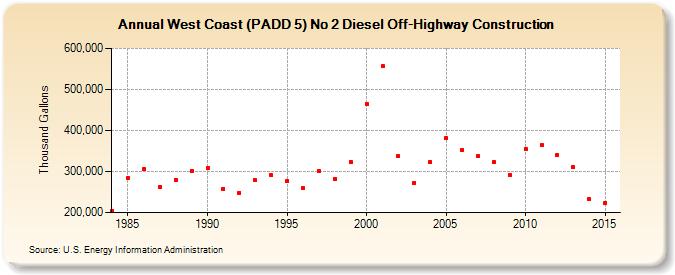 Annual West Coast (PADD 5) No 2 Diesel Off-Highway Construction
Thousand Gallons
600,000
500,000
400,000
300,000
200,000
1985 1990 1995 2000 2005 2010 2015
Source: U.S. Energy Information Administration